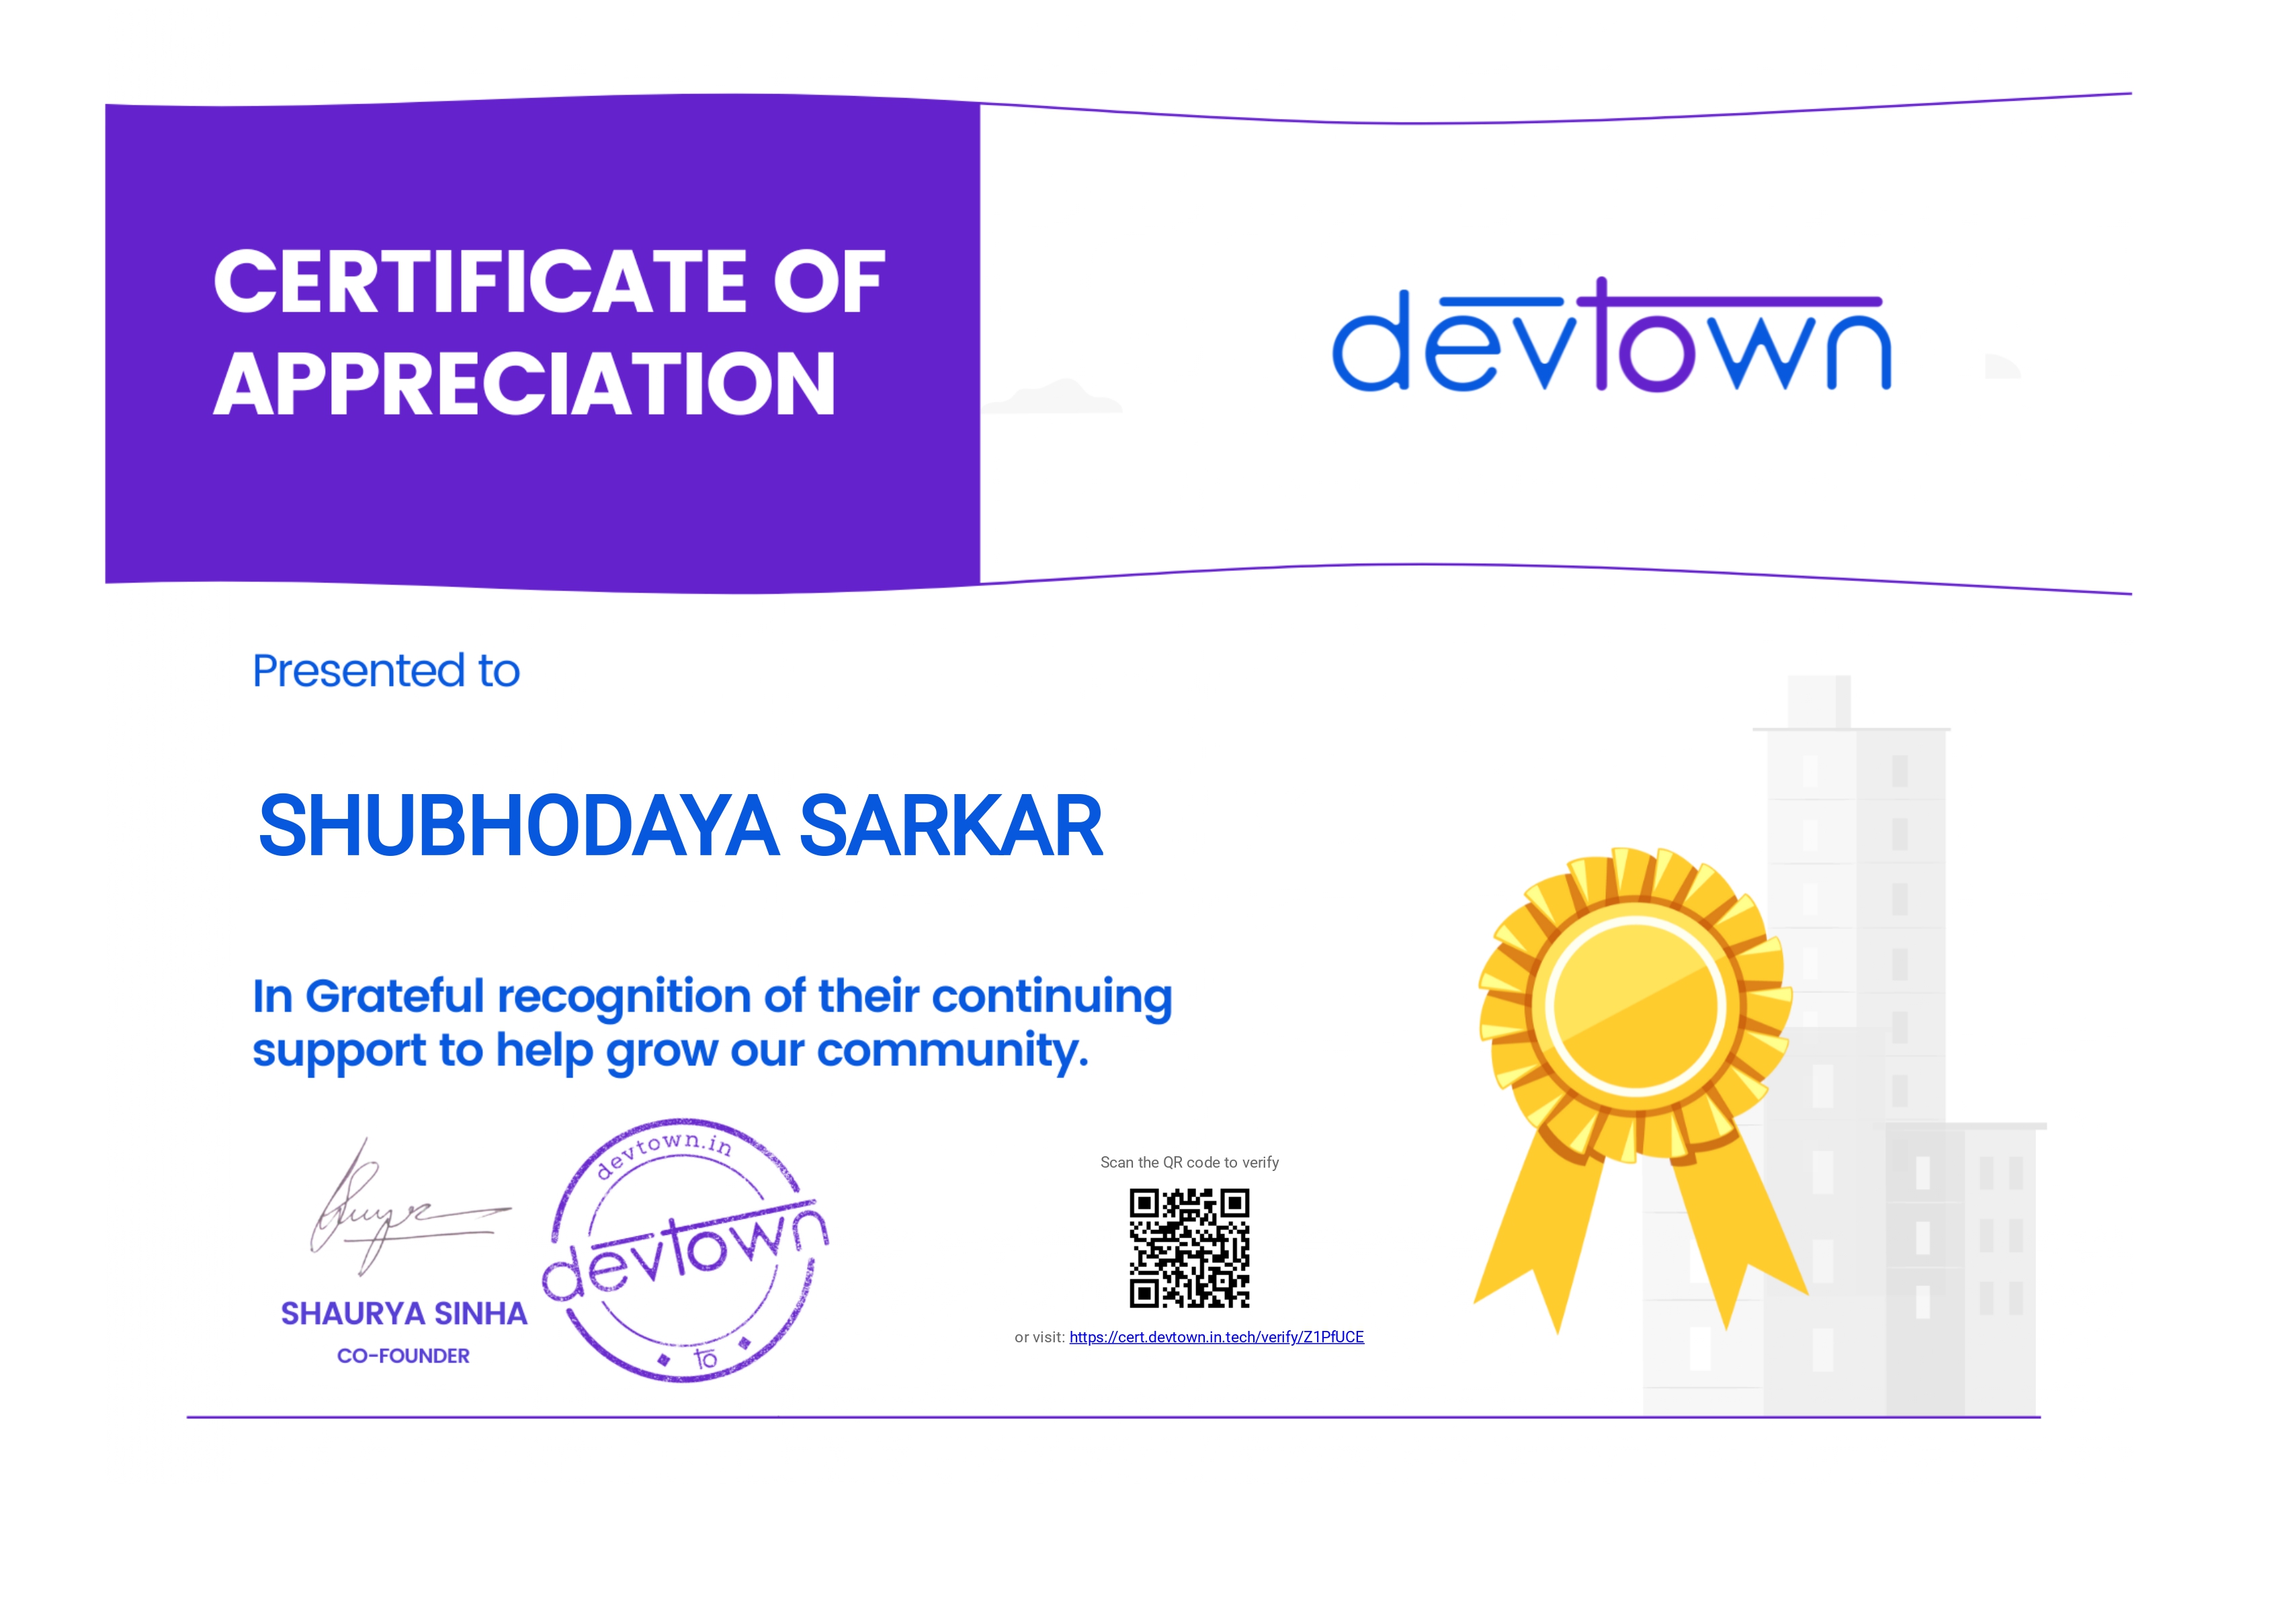 CERTIFICATE OF
APPRECIATION
devtown
Presented to
SHUBHODAYA SARKAR
In Grateful recognition of their continuing
support to help grow our community.
SHAURYA SINHA
CO-FOUNDER
devtown.in
devtown
to
Scan the QR code to verify
or visit: https://cert.devtown.in.tech/verify/Z1PfUCE